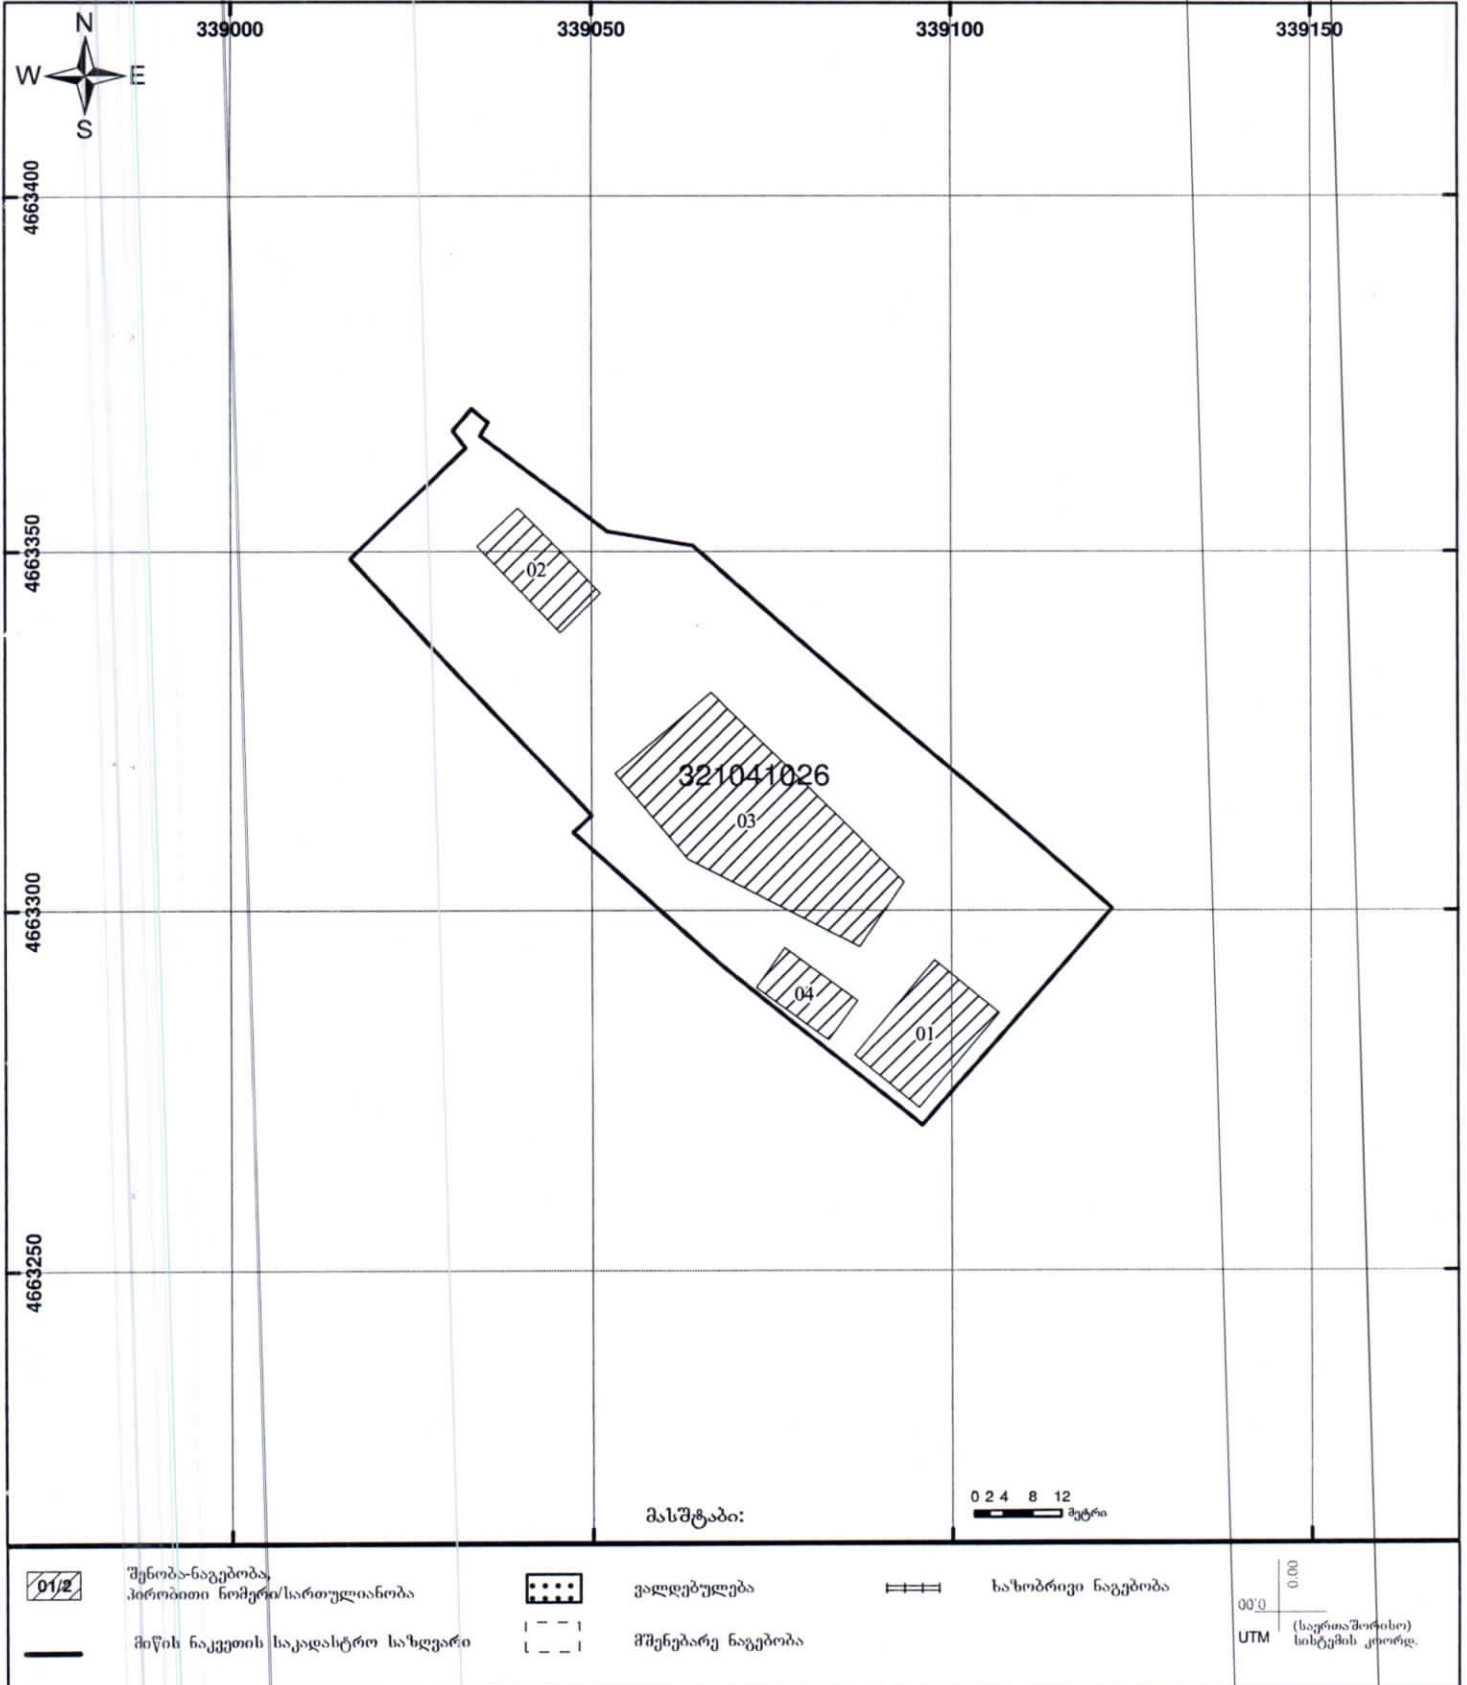 N
W E
S
339000 339050 339100 339150
4663400
4663350
4663300
4663250
02
321041026
03
04
01
მასშტაბი:
0 2 4 8 12
მეტრი
01/2
შენობა-ნაგებობა,
პირობითი ნომერი/სართულიანობა
ვალდებულება
ხაზობრივი ნაგებობა
მიწის ნაკვეთის საკადასტრო საზღვარი
მშენებარე ნაგებობა
0.00
00.0
UTM
(საერთაშორისო)
სისტემის კოორდ.